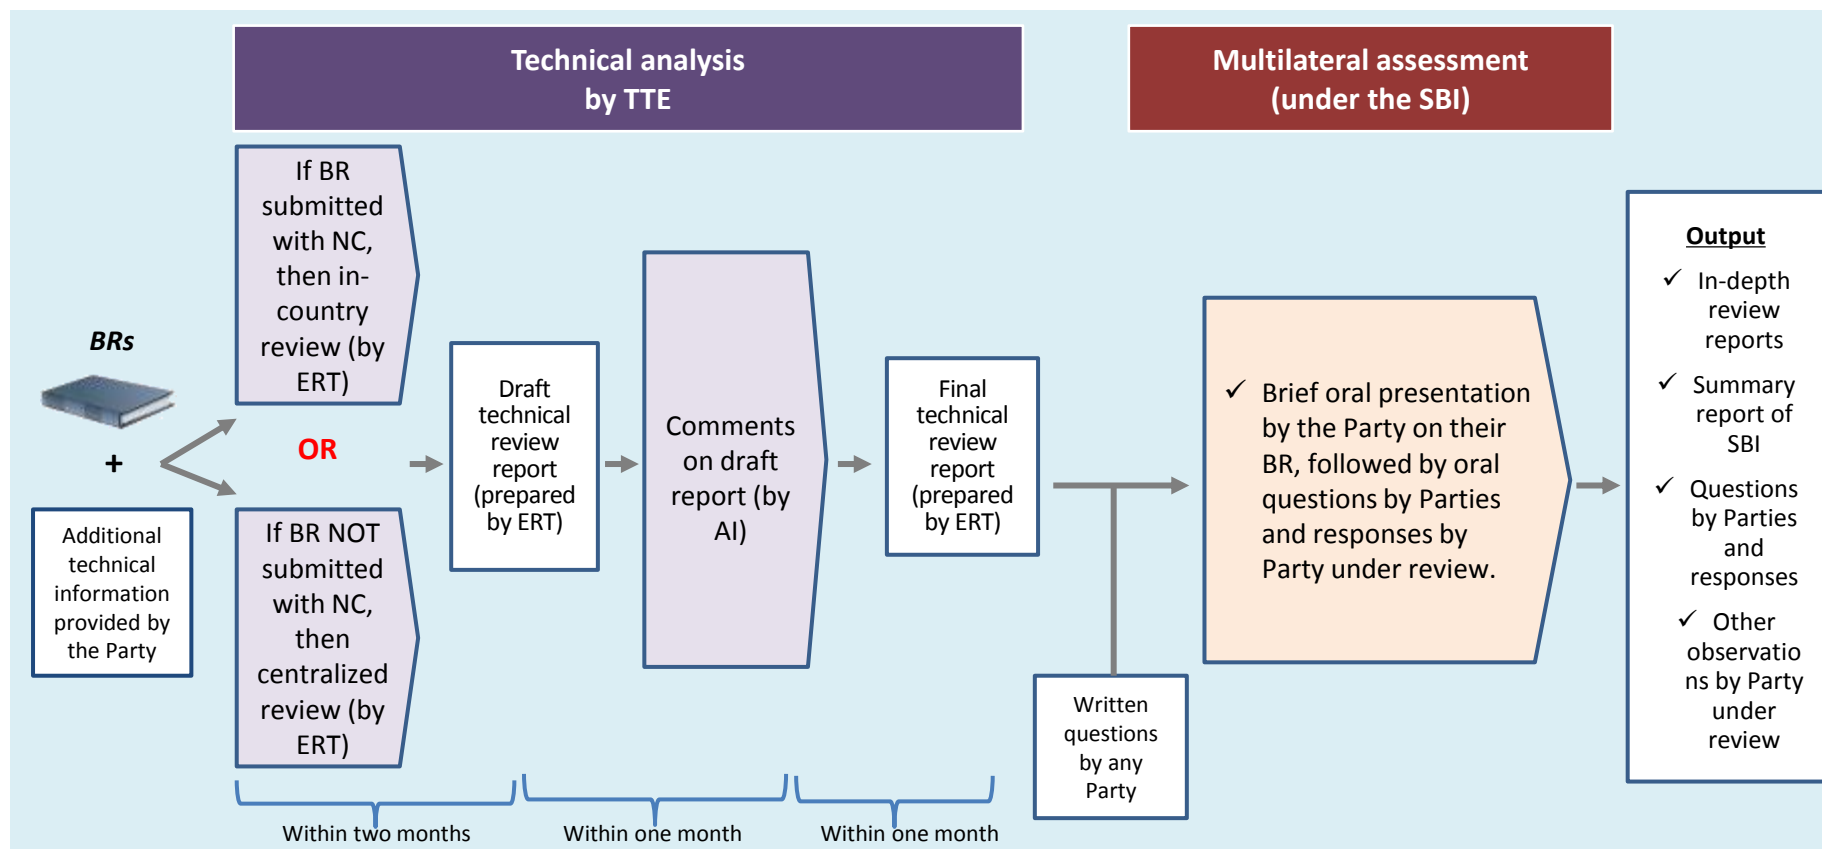 Technical analysis
by TTE
Multilateral assessment
(under the SBI)
BRs
+
Additional
technical
information
provided by
the Party
If BR
submitted
with NC,
then in-
country
review (by
ERT)
OR
If BR NOT
submitted
with NC,
then
centralized
review (by
ERT)
Draft
technical
review
report
(prepared
by ERT)
Comments
on draft
report (by
AI)
Final
technical
review
report
(prepared
by ERT)
Written
questions
by any
Party
✓ Brief oral presentation
by the Party on their
BR, followed by oral
questions by Parties
and responses by
Party under review.
Output
✓ In-depth
review
reports
✓ Summary
report of
SBI
✓ Questions
by Parties
and
responses
✓ Other
observatio
ns by Party
under
review
Within two months
Within one month
Within one month